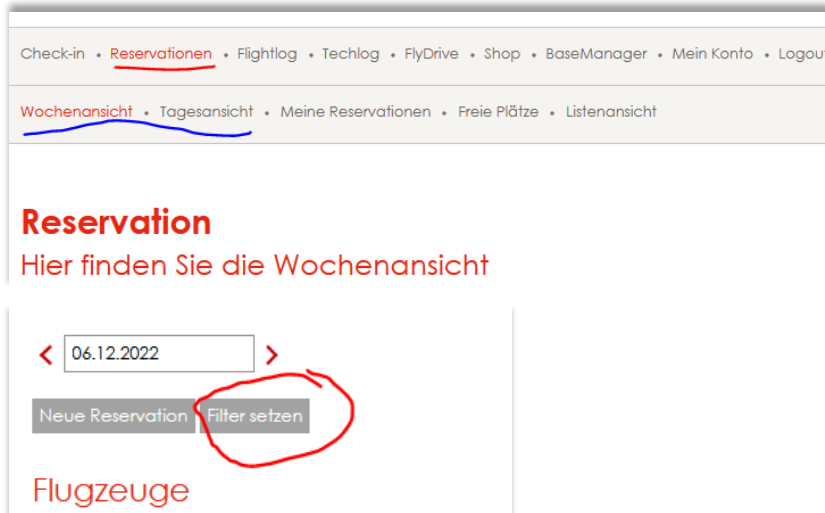 Check-in • Reservationen • Flightlog • Techlog • FlyDrive • Shop • BaseManager • Mein Konto • Logout
Wochenansicht • Tagesansicht • Meine Reservationen • Freie Plätze • Listenansicht
Reservation
Hier finden Sie die Wochenansicht
06.12.2022
Neue Reservation Filter setzen
Flugzeuge